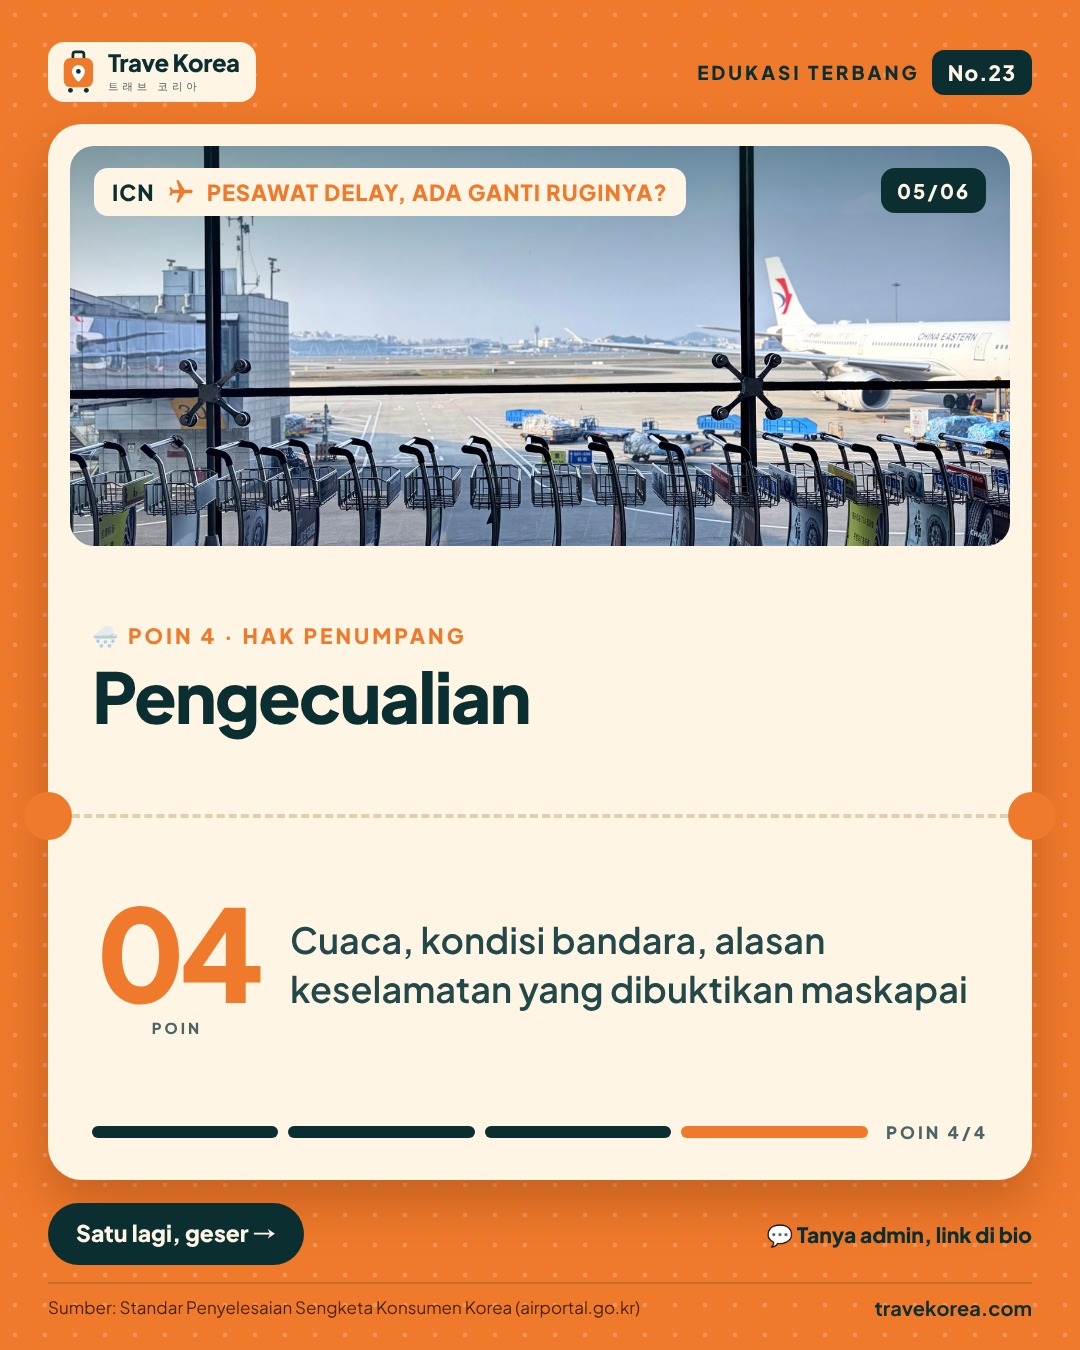 Trave Korea
트래브 코리아
EDUKASI TERBANG
No.23
ICN ✈ PESAWAT DELAY, ADA GANTI RUGINYA?
05/06
CHINA EASTERN
🌨️ POIN 4 · HAK PENUMPANG
Pengecualian
04
POIN
Cuaca, kondisi bandara, alasan
keselamatan yang dibuktikan maskapai
POIN 4/4
Satu lagi, geser →
💬 Tanya admin, link di bio
Sumber: Standar Penyelesaian Sengketa Konsumen Korea (airportal.go.kr)
travekorea.com